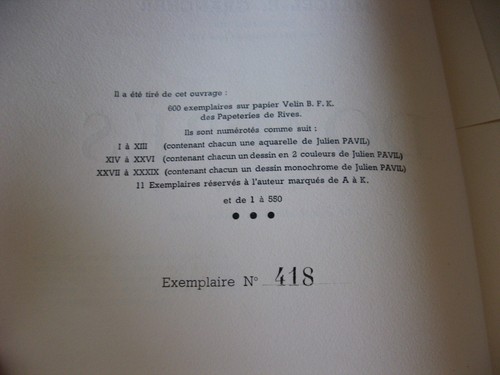 Il a été tiré de cet ouvrage :
600 exemplaires sur papier Velin B. F. K.
des Papeteries de Rives.
Ils sont numérotés comme suit :
I à XIII (contenant chacun une aquarelle de Julien PAVIL)
XIV à XXVI (contenant chacun un dessin en 2 couleurs de Julien PAVIL)
XXVII à XXXIX (contenant chacun un dessin monochrome de Julien PAVIL)
11 Exemplaires réservés à l'auteur marqués de A à K.
et de 1 à 550
Exemplaire N° 418